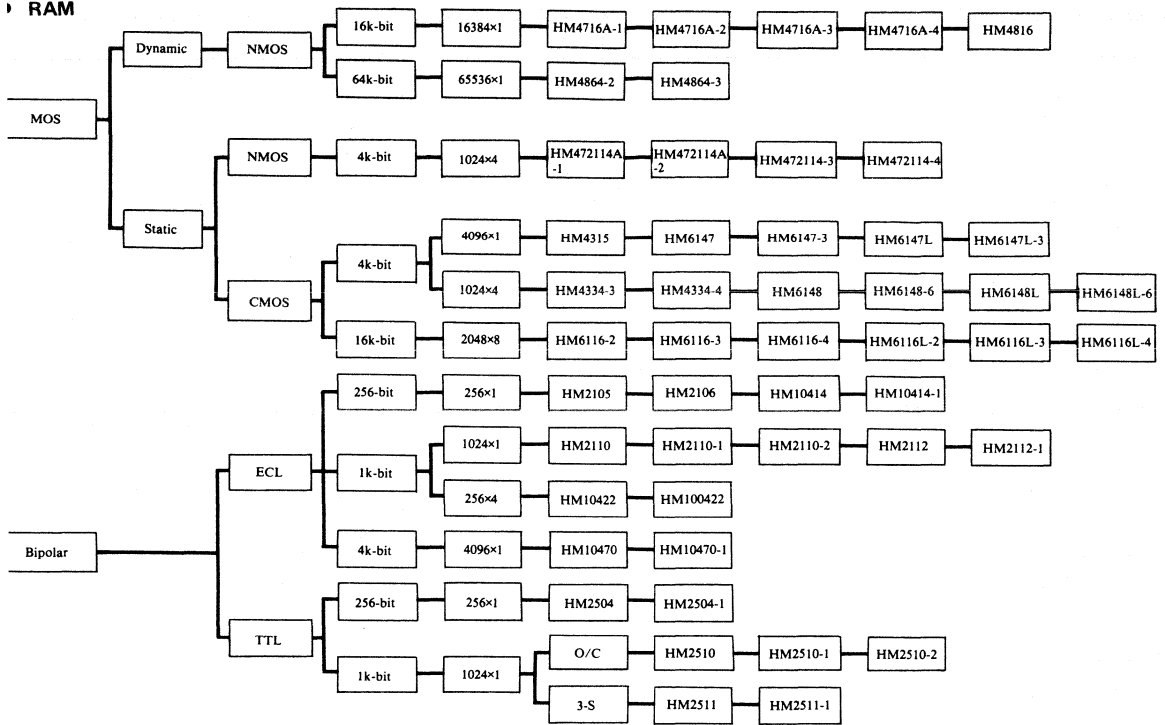 RAM
16k-bit 16384×1 HM4716A-1 HM4716A-2 HM4716A-3 HM4716A-4 HM4816
Dynamic NMOS
64k-bit 65536×1 HM4864-2 HM4864-3
MOS
NMOS 4k-bit 1024×4 HM472114A HM472114A HM472114-3 HM472114-4
-1 -2
Static
4096×1 HM4315 HM6147 HM6147-3 HM6147L HM6147L-3
4k-bit
1024×4 HM4334-3 HM4334-4 HM6148 HM6148-6 HM6148L HM6148L-6
CMOS
16k-bit 2048×8 HM6116-2 HM6116-3 HM6116-4 HM6116L-2 HM6116L-3 HM6116L-4
256-bit 256×1 HM2105 HM2106 HM10414 HM10414-1
1024×1 HM2110 HM2110-1 HM2110-2 HM2112 HM2112-1
ECL 1k-bit
256×4 HM10422 HM100422
Bipolar 4k-bit 4096×1 HM10470 HM10470-1
256-bit 256×1 HM2504 HM2504-1
TTL
O/C HM2510 HM2510-1 HM2510-2
1k-bit 1024×1
3-S HM2511 HM2511-1